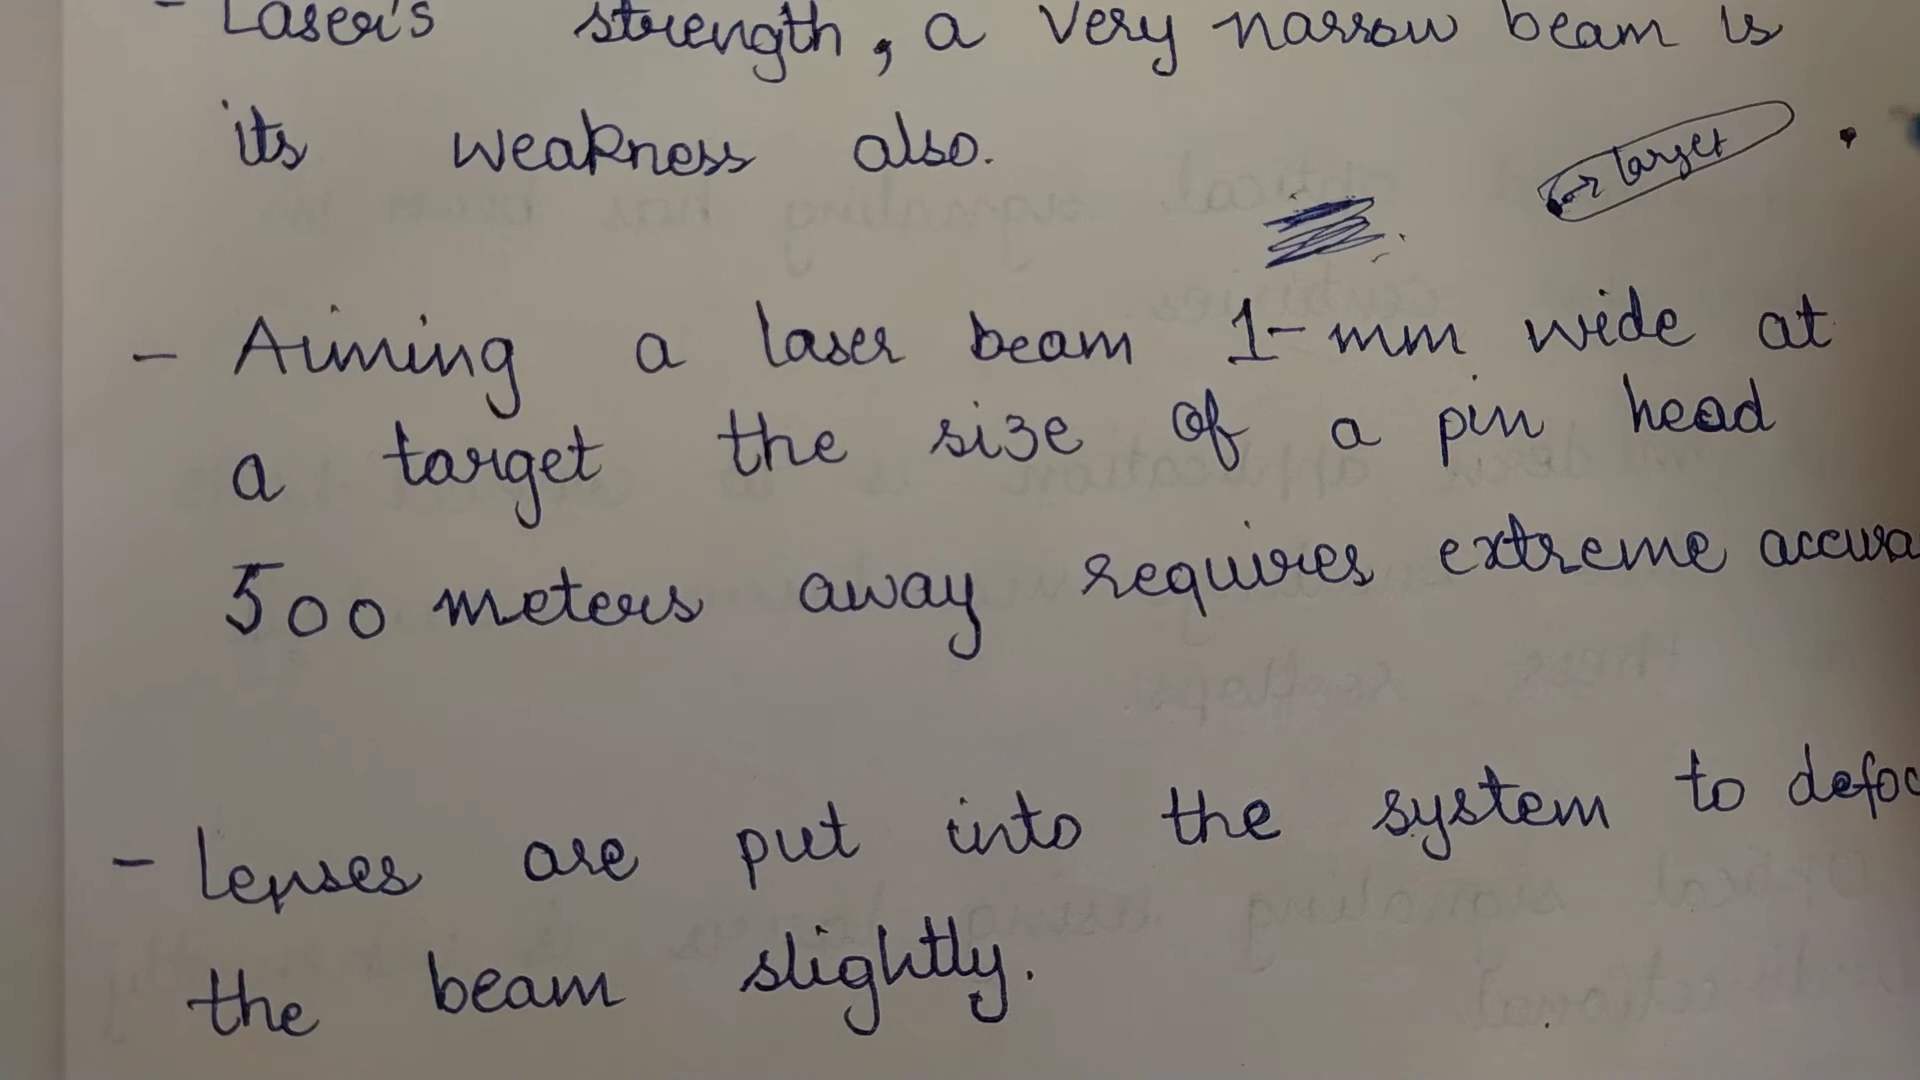 - Laser's strength, a very narrow beam is
its weakness also.
target
- Aiming a laser beam 1-mm wide at
a target the size of a pin head
500 meters away requires extreme accura
- Lenses are put into the system to defoc
the beam slightly.